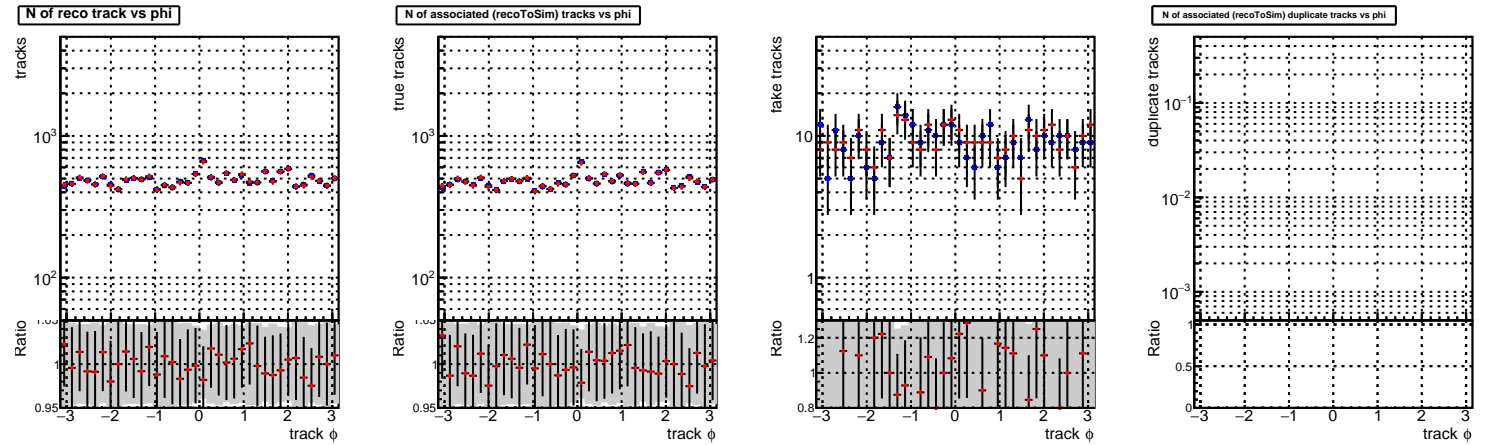 N of reco track vs phi
tracks
10³
10²
Ratio
1
0.95
−3 −2 −1 0 1 2 3
track ϕ
N of associated (recoToSim) tracks vs phi
true tracks
10³
10²
Ratio
1
0.95
−3 −2 −1 0 1 2 3
track ϕ
fake tracks
10
1
Ratio
1.2
1
0.8
−3 −2 −1 0 1 2 3
track ϕ
N of associated (recoToSim) duplicate tracks vs phi
duplicate tracks
10⁻¹
10⁻²
10⁻³
Ratio
1
0.5
0
−3 −2 −1 0 1 2 3
track ϕ